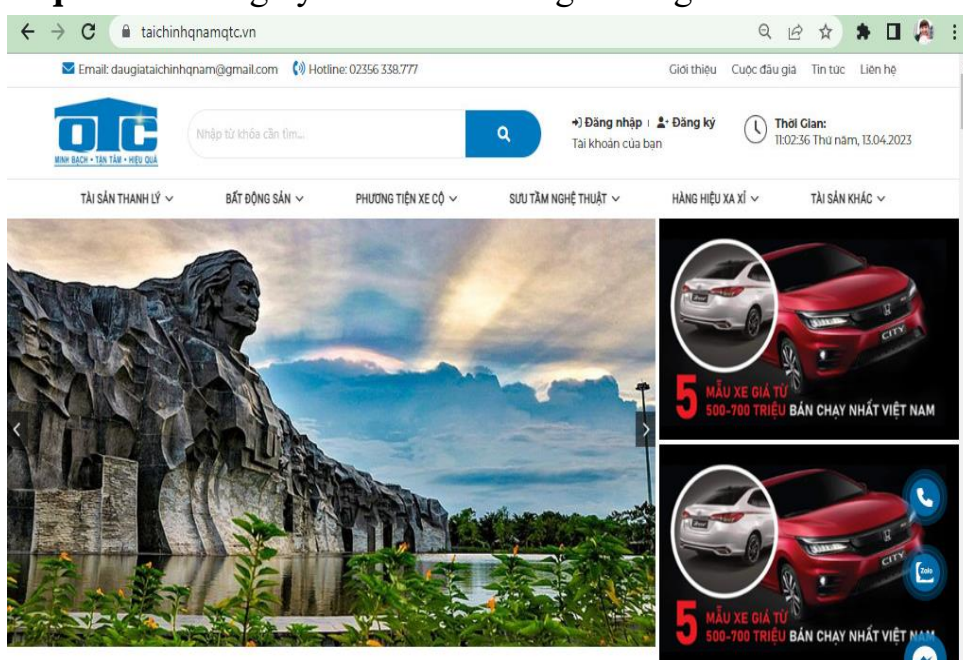 taichinhqnamqtc.vn
Email: daugiataichinhqnam@gmail.com Hotline: 02356 338.777 Giới thiệu Cuộc đấu giá Tin tức Liên hệ
QTC
MINH BẠCH • TẬN TÂM • HIỆU QUẢ
Nhập từ khóa cần tìm...
Đăng nhập | Đăng ký
Tài khoản của bạn
Thời Gian:
11:02:36 Thứ năm, 13.04.2023
TÀI SẢN THANH LÝ BẤT ĐỘNG SẢN PHƯƠNG TIỆN XE CỘ SƯU TẦM NGHỆ THUẬT HÀNG HIỆU XA XỈ TÀI SẢN KHÁC
CITY
5 MẪU XE GIÁ TỪ
500-700 TRIỆU BÁN CHẠY NHẤT VIỆT NAM
CITY
5 MẪU XE GIÁ TỪ
500-700 TRIỆU BÁN CHẠY NHẤT VIỆT NAM
Zalo